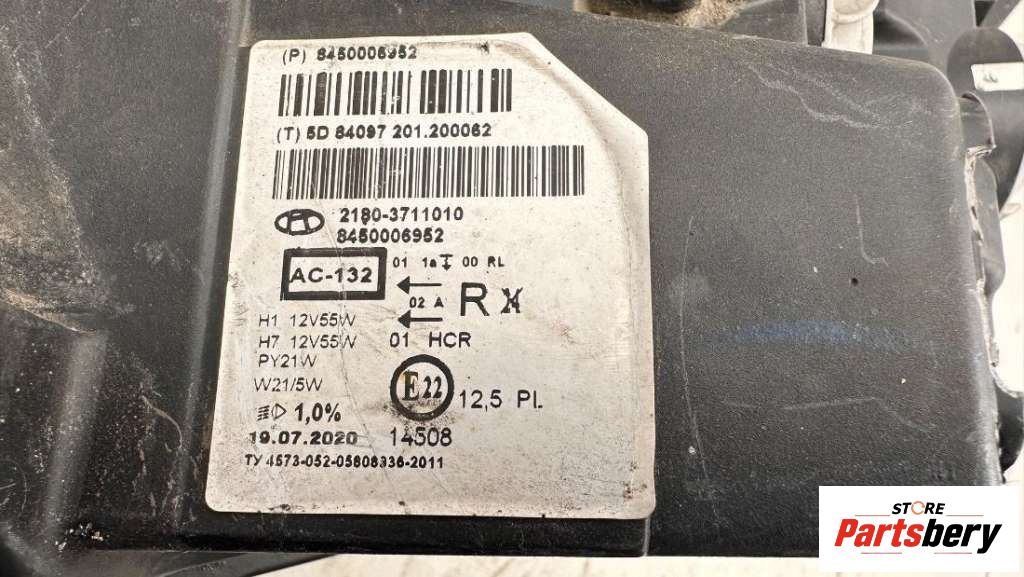 (P) 8450006952
(T) 5D 84097 201.200062
2180-3711010
8450006952
AC-132
01 1a 00 RL
02 A
R
H1 12V55W
H7 12V55W 01 HCR
PY21W
W21/5W
E22
12,5 PL
1,0%
19.07.2020 14508
ТУ 4573-052-05808336-2011
STORE
Partsbery